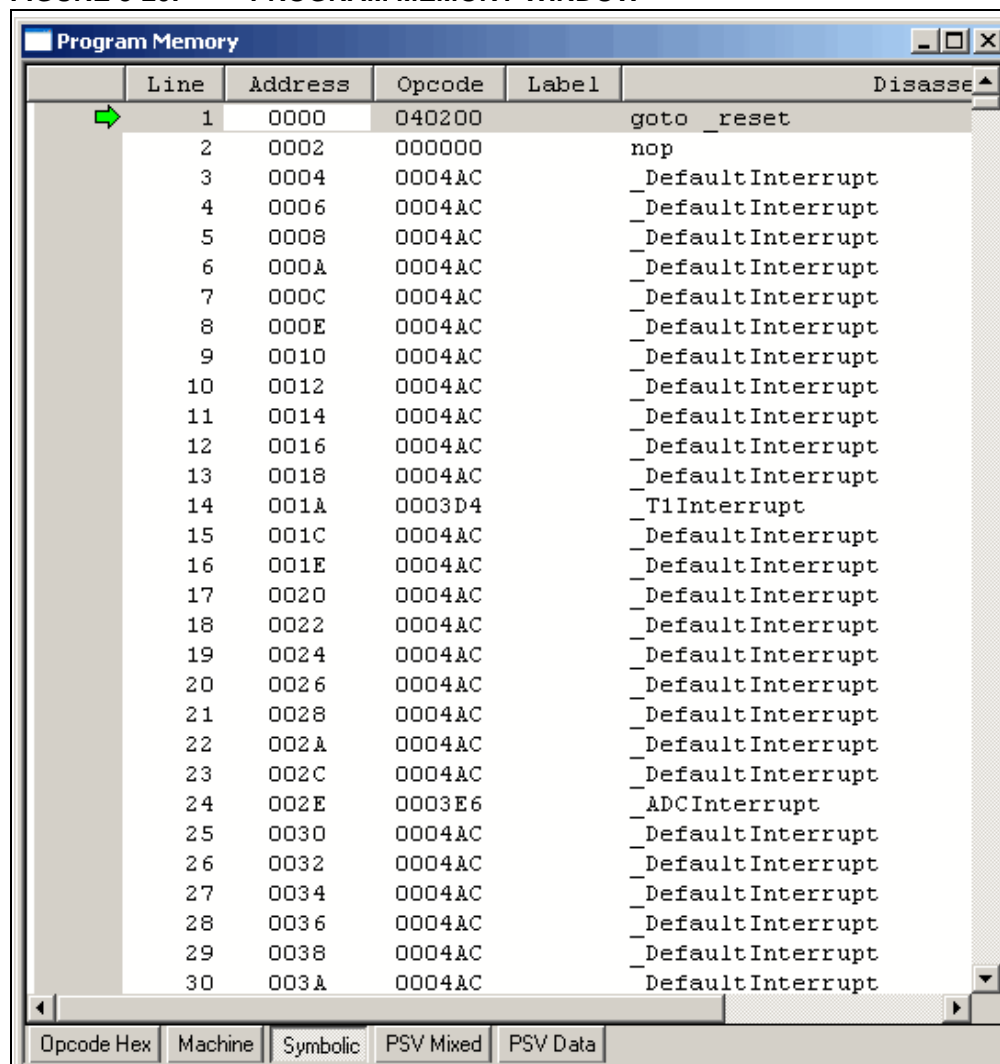 FIGURE PROGRAM MEMORY WINDOW
Program Memory
Line Address Opcode Label Disasse
1 0000 040200 goto _reset
2 0002 000000 nop
3 0004 0004AC _DefaultInterrupt
4 0006 0004AC _DefaultInterrupt
5 0008 0004AC _DefaultInterrupt
6 000A 0004AC _DefaultInterrupt
7 000C 0004AC _DefaultInterrupt
8 000E 0004AC _DefaultInterrupt
9 0010 0004AC _DefaultInterrupt
10 0012 0004AC _DefaultInterrupt
11 0014 0004AC _DefaultInterrupt
12 0016 0004AC _DefaultInterrupt
13 0018 0004AC _DefaultInterrupt
14 001A 0003D4 _T1Interrupt
15 001C 0004AC _DefaultInterrupt
16 001E 0004AC _DefaultInterrupt
17 0020 0004AC _DefaultInterrupt
18 0022 0004AC _DefaultInterrupt
19 0024 0004AC _DefaultInterrupt
20 0026 0004AC _DefaultInterrupt
21 0028 0004AC _DefaultInterrupt
22 002A 0004AC _DefaultInterrupt
23 002C 0004AC _DefaultInterrupt
24 002E 0003E6 _ADCInterrupt
25 0030 0004AC _DefaultInterrupt
26 0032 0004AC _DefaultInterrupt
27 0034 0004AC _DefaultInterrupt
28 0036 0004AC _DefaultInterrupt
29 0038 0004AC _DefaultInterrupt
30 003A 0004AC DefaultInterrupt
Opcode Hex Machine Symbolic PSV Mixed PSV Data